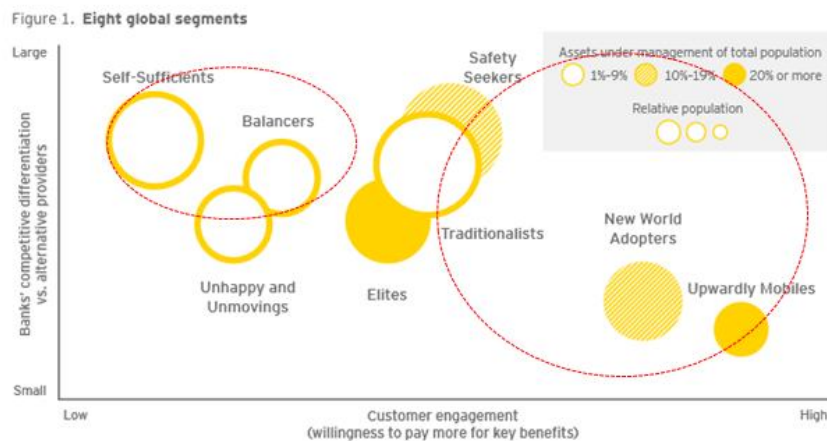 Figure 1. Eight global segments
Large
Self-Sufficients
Balancers
Safety
Seekers
Assets under management of total population
1%-9%
10%-19%
20% or more
Relative population
Banks' competitive differentiation
vs. alternative providers
Unhappy and
Unmovings
Elites
Traditionalists
New World
Adopters
Upwardly Mobiles
Small
Low
Customer engagement
(willingness to pay more for key benefits)
High